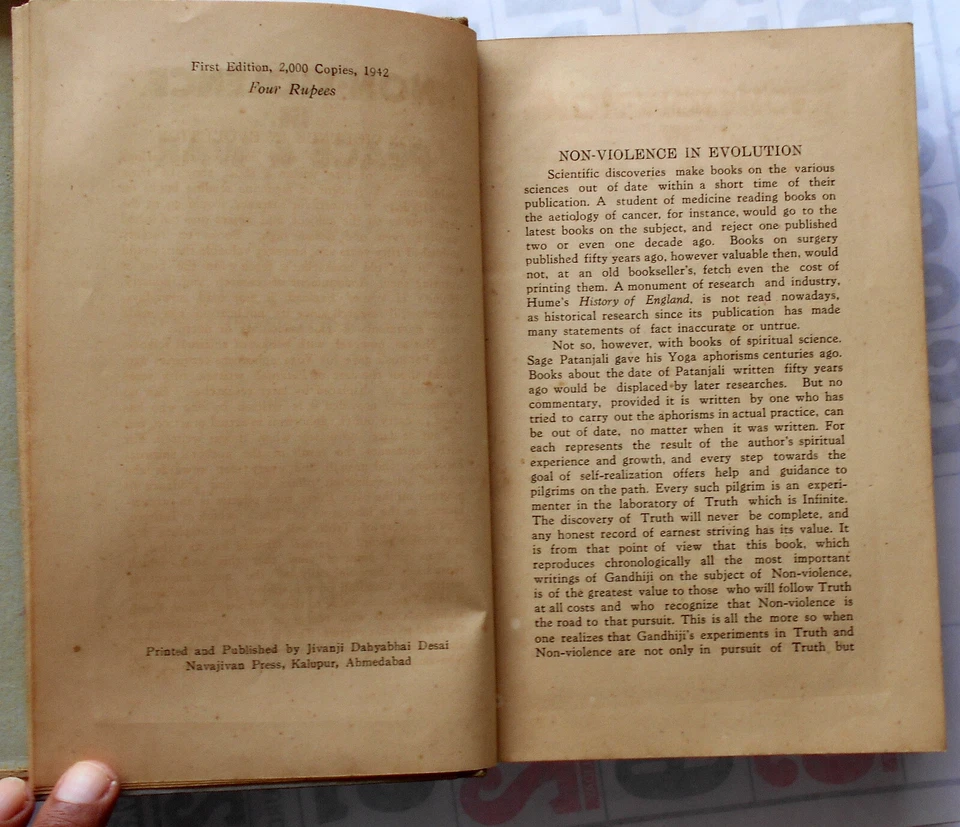 First Edition, 2,000 Copies, 1942
Four Rupees
Printed and Published by Jivanji Dahyabhai Desai
Navajivan Press, Kalupur, Ahmedabad
NON-VIOLENCE IN EVOLUTION
Scientific discoveries make books on the various
sciences out of date within a short time of their
publication. A student of medicine reading books on
the aetiology of cancer, for instance, would go to the
latest books on the subject, and reject one published
two or even one decade ago. Books on surgery
published fifty years ago, however valuable then, would
not, at an old bookseller's, fetch even the cost of
printing them. A monument of research and industry,
Hume's History of England, is not read nowadays,
as historical research since its publication has made
many statements of fact inaccurate or untrue.
Not so, however, with books of spiritual science.
Sage Patanjali gave his Yoga aphorisms centuries ago.
Books about the date of Patanjali written fifty years
ago would be displaced by later researches. But no
commentary, provided it is written by one who has
tried to carry out the aphorisms in actual practice, can
be out of date, no matter when it was written. For
each represents the result of the author's spiritual
experience and growth, and every step towards the
goal of self-realization offers help and guidance to
pilgrims on the path. Every such pilgrim is an experi-
menter in the laboratory of Truth which is Infinite.
The discovery of Truth will never be complete, and
any honest record of earnest striving has its value. It
is from that point of view that this book, which
reproduces chronologically all the most important
writings of Gandhiji on the subject of Non-violence,
is of the greatest value to those who will follow Truth
at all costs and who recognize that Non-violence is
the road to that pursuit. This is all the more so when
one realizes that Gandhiji's experiments in Truth and
Non-violence are not only in pursuit of Truth but